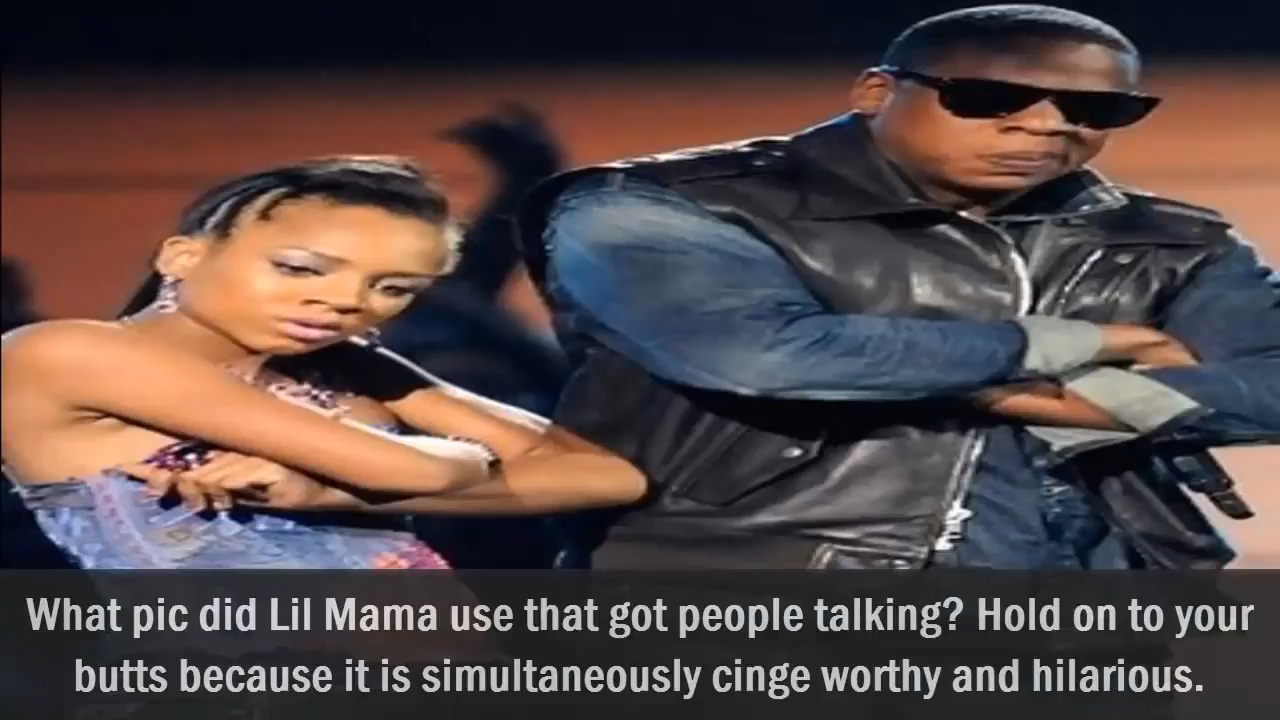 What pic did Lil Mama use that got people talking? Hold on to your
butts because it is simultaneously cinge worthy and hilarious.